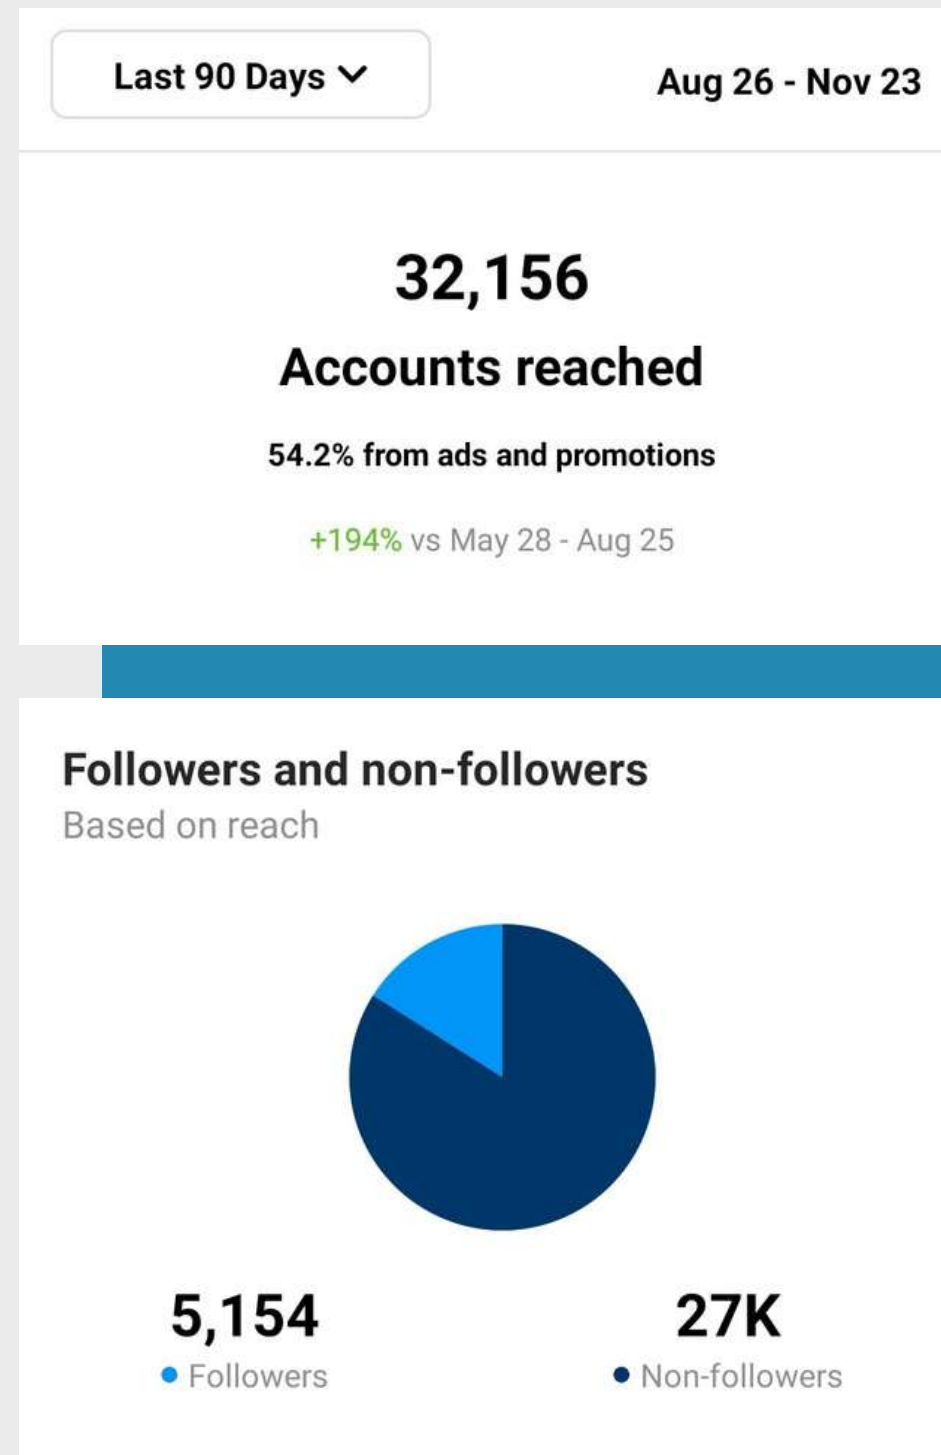 Last 90 Days
Aug 26 - Nov 23
32,156
Accounts reached
54.2% from ads and promotions
+194% vs May 28 - Aug 25
Followers and non-followers
Based on reach
5,154
27K
Followers
Non-followers